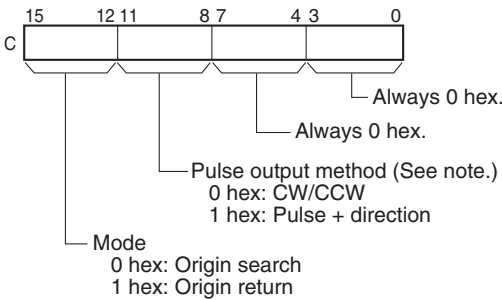 15 12 11 8 7 4 3 0
C
Always 0 hex.
Always 0 hex.
Pulse output method (See note.)
0 hex: CW/CCW
1 hex: Pulse + direction
Mode
0 hex: Origin search
1 hex: Origin return